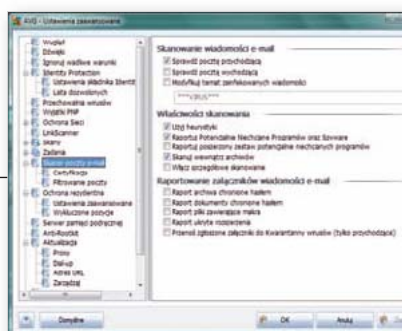 AVG - Ustawienia zaawansowane
Wygląd
Dźwięki
Ignoruj wadliwe warunki
Identity Protection
Ustawienia składnika Identit
Lista dozwolonych
Przechowalnia wirusów
Wyjątki PNP
Ochrona Sieci
LinkScanner
Skany
Zadania
Skaner poczty e-mail
Certyfikacja
Filtrowanie poczty
Ochrona rezydentna
Ustawienia zaawansowane
Wykluczone pozycje
Serwer pamięci podręcznej
Anti-Rootkit
Aktualizacja
Proxy
Dial-up
Adres URL
Zarządzaj
Domyślne
Skanowanie wiadomości e-mail
Sprawdź pocztę przychodzącą
Sprawdź pocztę wychodzącą
Modyfikuj temat zainfekowanych wiadomości
***VIRUS***
Właściwości skanowania
Użyj heurystyki
Raportuj Potencjalnie Niechciane Programów oraz Spyware
Raportuj poszerzony zestaw potencjalnie niechcianych programów
Skanuj wewnątrz archiwów
Włącz szczegółowe skanowanie
Raportowanie załączników wiadomości e-mail
Raport archiwa chronione hasłem
Raport dokumenty chronione hasłem
Raport pliki zawierające makra
Raport ukryte rozszerzenia
Przenoś zgłoszone załączniki do Kwarantanny wirusów (tylko przychodzące)
OK
Anuluj